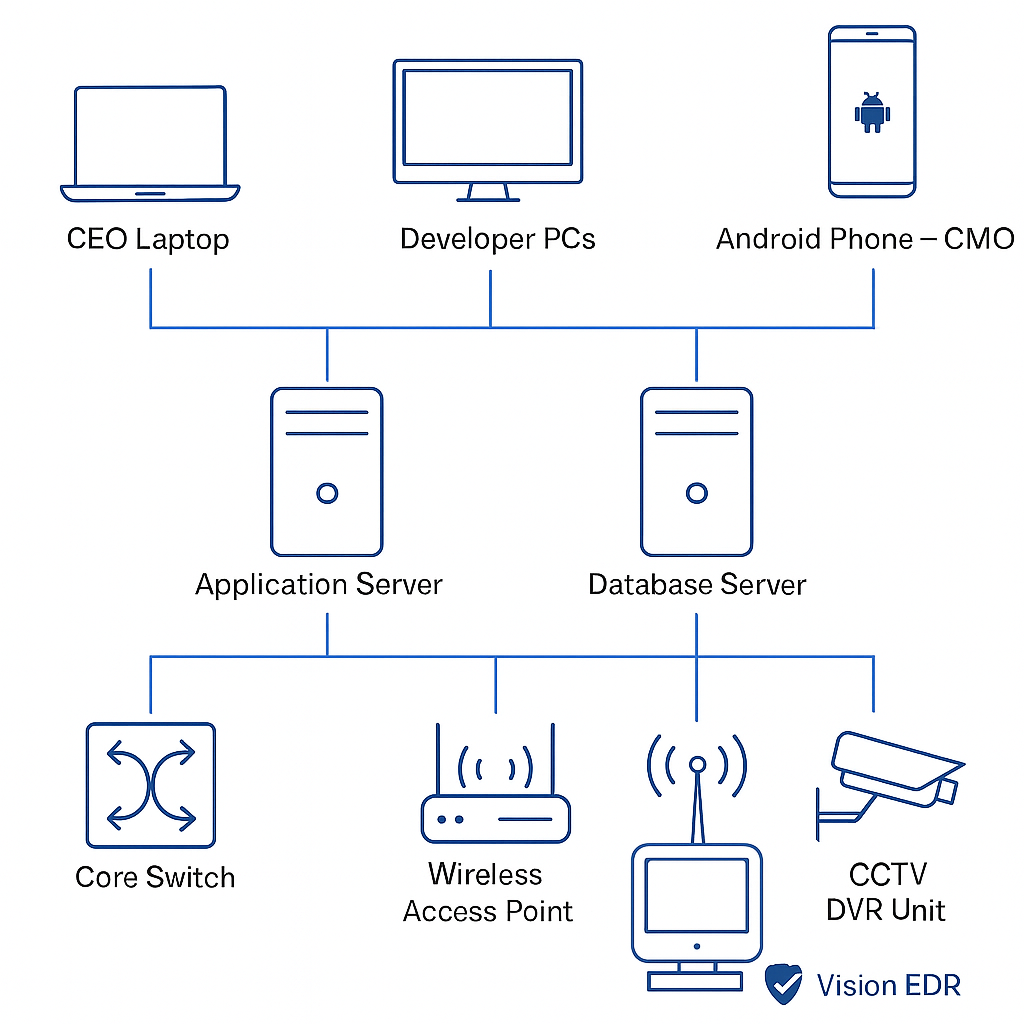 CEO Laptop
Developer PCs
Android Phone – CMO
Application Server
Database Server
Core Switch
Wireless
Access Point
CCTV
DVR Unit
Vision EDR